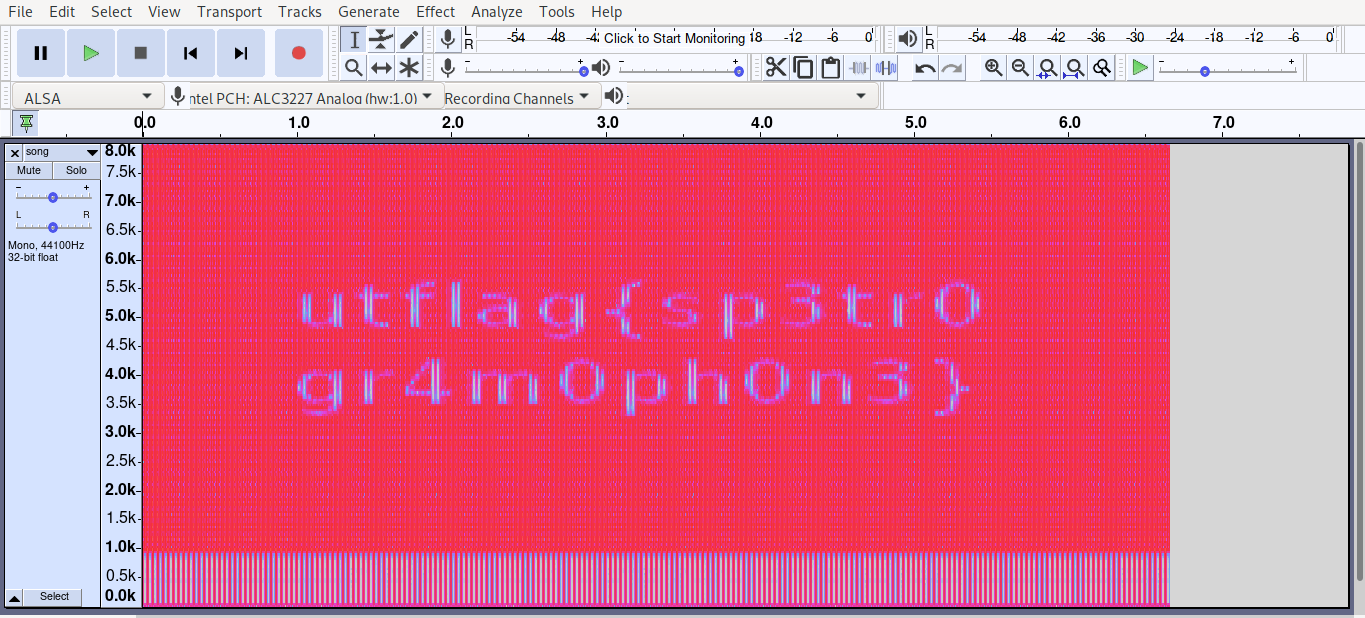 File Edit Select View Transport Tracks Generate Effect Analyze Tools Help
L R -54 -48 -4 Click to Start Monitoring 18 -12 -6 0 L R -54 -48 -42 -36 -30 -24 -18 -12 -6 0
- + - + - +
ALSA ntel PCH: ALC3227 Analog (hw:1,0) Recording Channels :
0.0 1.0 2.0 3.0 4.0 5.0 6.0 7.0
× song
Mute Solo
- +
L R
Mono, 44100Hz
32-bit float
Select
8.0k
7.5k
7.0k
6.5k
6.0k
5.5k
5.0k
4.5k
4.0k
3.5k
3.0k
2.5k
2.0k
1.5k
1.0k
0.5k
0.0k
utflag{sp3tr0
gr4m0ph0n3}